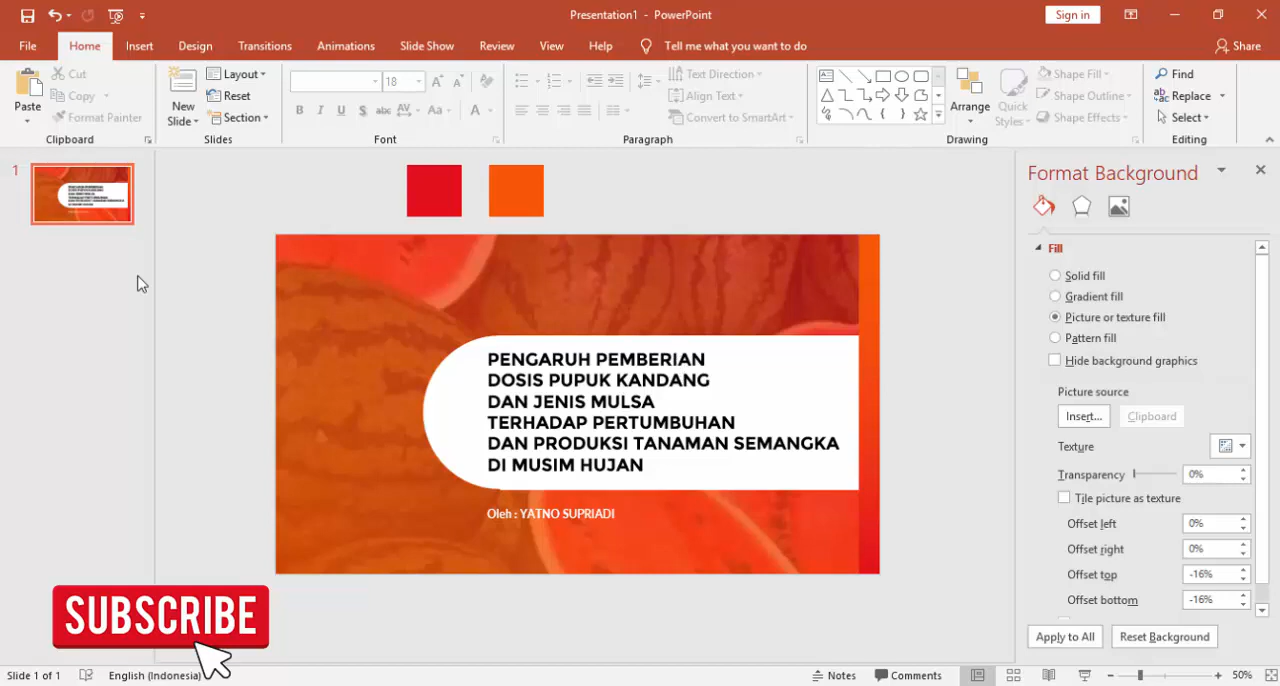 Presentation1 - PowerPoint
Sign in
File Home Insert Design Transitions Animations Slide Show Review View Help Tell me what you want to do Share
Paste
Cut
Copy
Format Painter
Clipboard
New Slide
Layout
Reset
Section
Slides
18
B I U S abc AV Aa A
Font
Text Direction
Align Text
Convert to SmartArt
Paragraph
Arrange
Quick Styles
Shape Fill
Shape Outline
Shape Effects
Drawing
Find
Replace
Select
Editing
1
PENGARUH PEMBERIAN
DOSIS PUPUK KANDANG
DAN JENIS MULSA
TERHADAP PERTUMBUHAN
DAN PRODUKSI TANAMAN SEMANGKA
DI MUSIM HUJAN
Oleh : YATNO SUPRIADI
SUBSCRIBE
Format Background
Fill
Solid fill
Gradient fill
Picture or texture fill
Pattern fill
Hide background graphics
Picture source
Insert... Clipboard
Texture
Transparency 0%
Tile picture as texture
Offset left 0%
Offset right 0%
Offset top -16%
Offset bottom -16%
Apply to All Reset Background
Slide 1 of 1 English (Indonesia) Notes Comments 50%